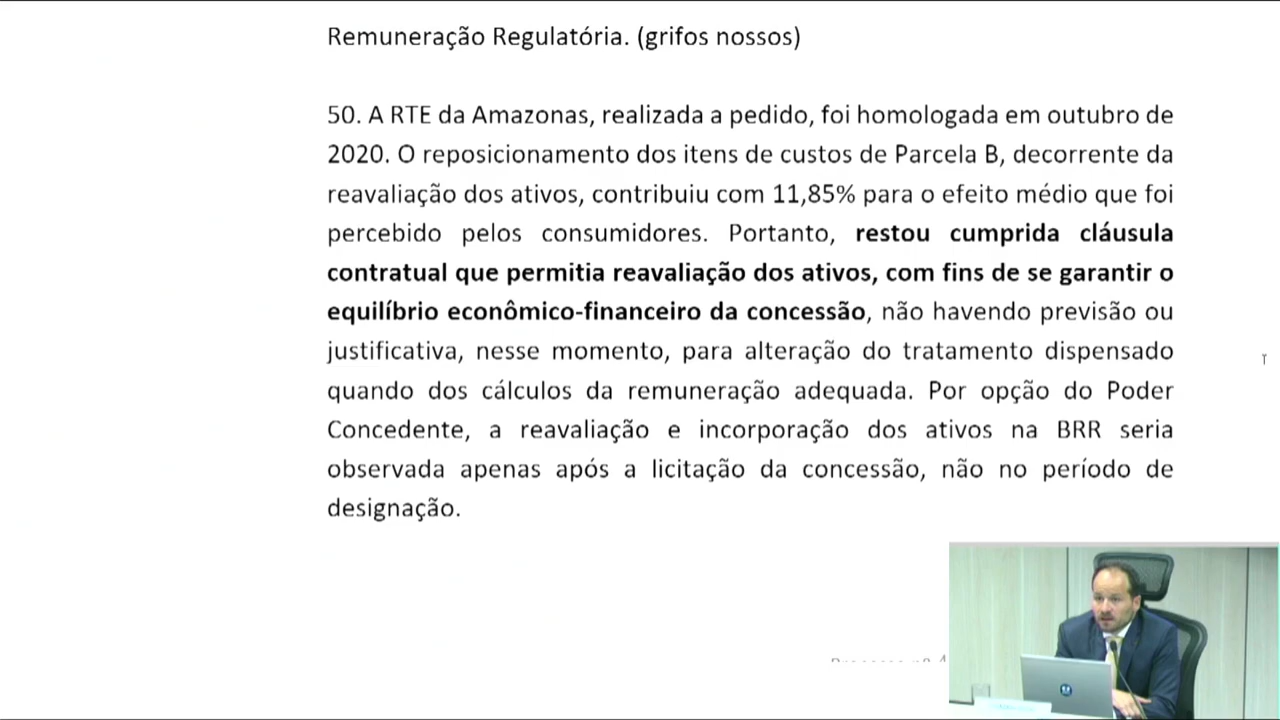 Remuneração Regulatória. (grifos nossos)
50. A RTE da Amazonas, realizada a pedido, foi homologada em outubro de
2020. O reposicionamento dos itens de custos de Parcela B, decorrente da
reavaliação dos ativos, contribuiu com 11,85% para o efeito médio que foi
percebido pelos consumidores. Portanto, restou cumprida cláusula
contratual que permitia reavaliação dos ativos, com fins de se garantir o
equilíbrio econômico-financeiro da concessão, não havendo previsão ou
justificativa, nesse momento, para alteração do tratamento dispensado
quando dos cálculos da remuneração adequada. Por opção do Poder
Concedente, a reavaliação e incorporação dos ativos na BRR seria
observada apenas após a licitação da concessão, não no período de
designação.